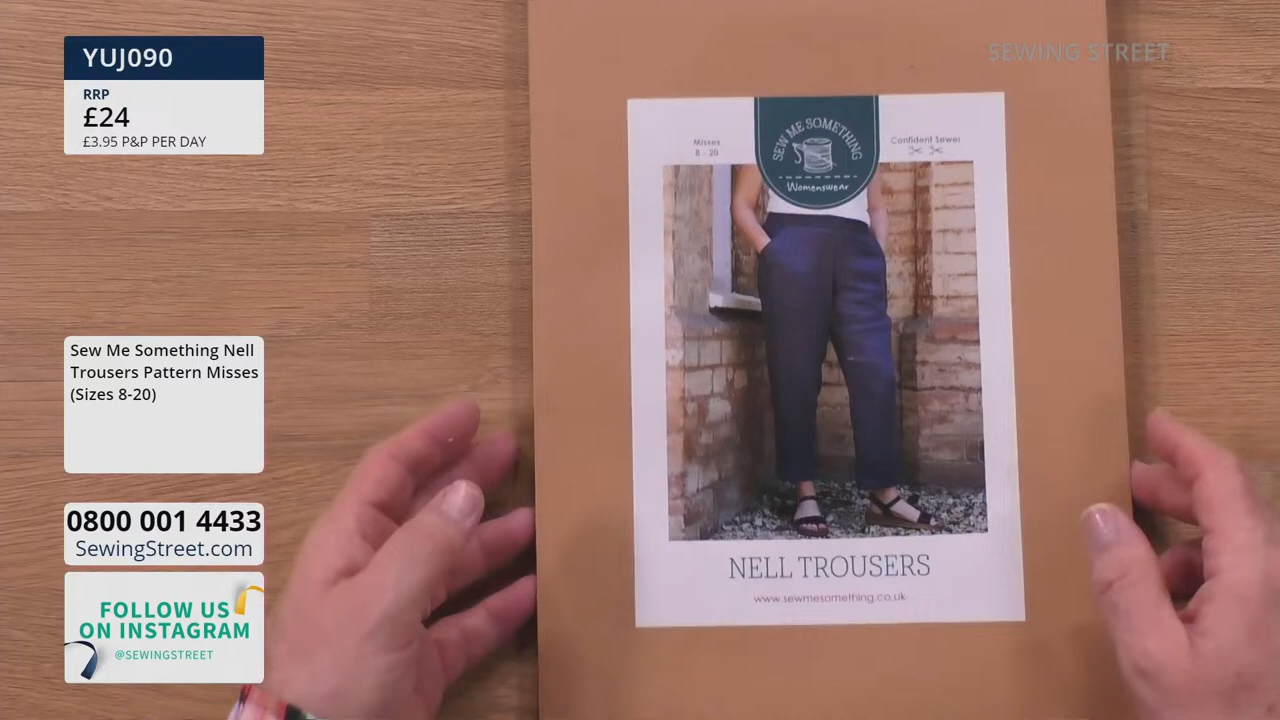 YUJ090
RRP
£24
£3.95 P&P PER DAY
Sew Me Something Nell
Trousers Pattern Misses
(Sizes 8-20)
0800 001 4433
SewingStreet.com
FOLLOW US
ON INSTAGRAM
@SEWINGSTREET
SEWING STREET
Misses
8 - 20
SEW ME SOMETHING
Womenswear
Confident Sewer
NELL TROUSERS
www.sewmesomething.co.uk